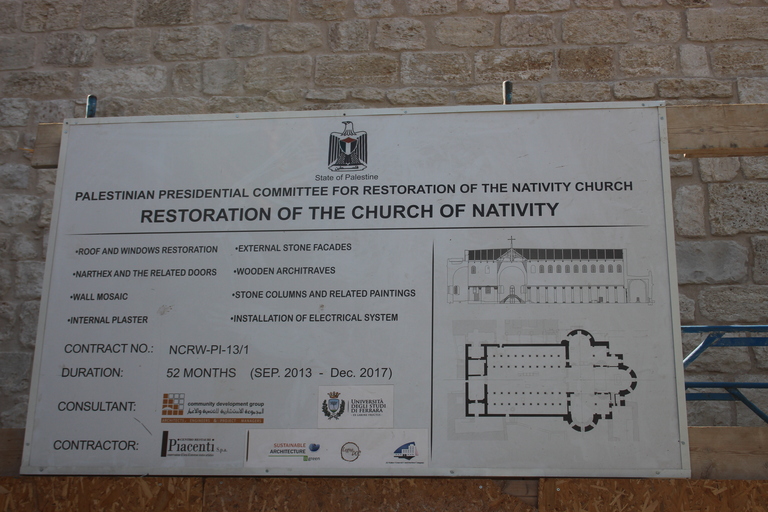 State of Palestine
PALESTINIAN PRESIDENTIAL COMMITTEE FOR RESTORATION OF THE NATIVITY CHURCH
RESTORATION OF THE CHURCH OF NATIVITY
•ROOF AND WINDOWS RESTORATION
•NARTHEX AND THE RELATED DOORS
•WALL MOSAIC
•INTERNAL PLASTER
•EXTERNAL STONE FACADES
•WOODEN ARCHITRAVES
•STONE COLUMNS AND RELATED PAINTINGS
•INSTALLATION OF ELECTRICAL SYSTEM
CONTRACT NO.: NCRW-PI-13/1
DURATION: 52 MONTHS (SEP. 2013 - Dec. 2017)
CONSULTANT:
community development group
UNIVERSITÀ
DEGLI STUDI
DI FERRARA
CONTRACTOR:
Piacenti S.p.a.
SUSTAINABLE
ARCHITECTURE
green